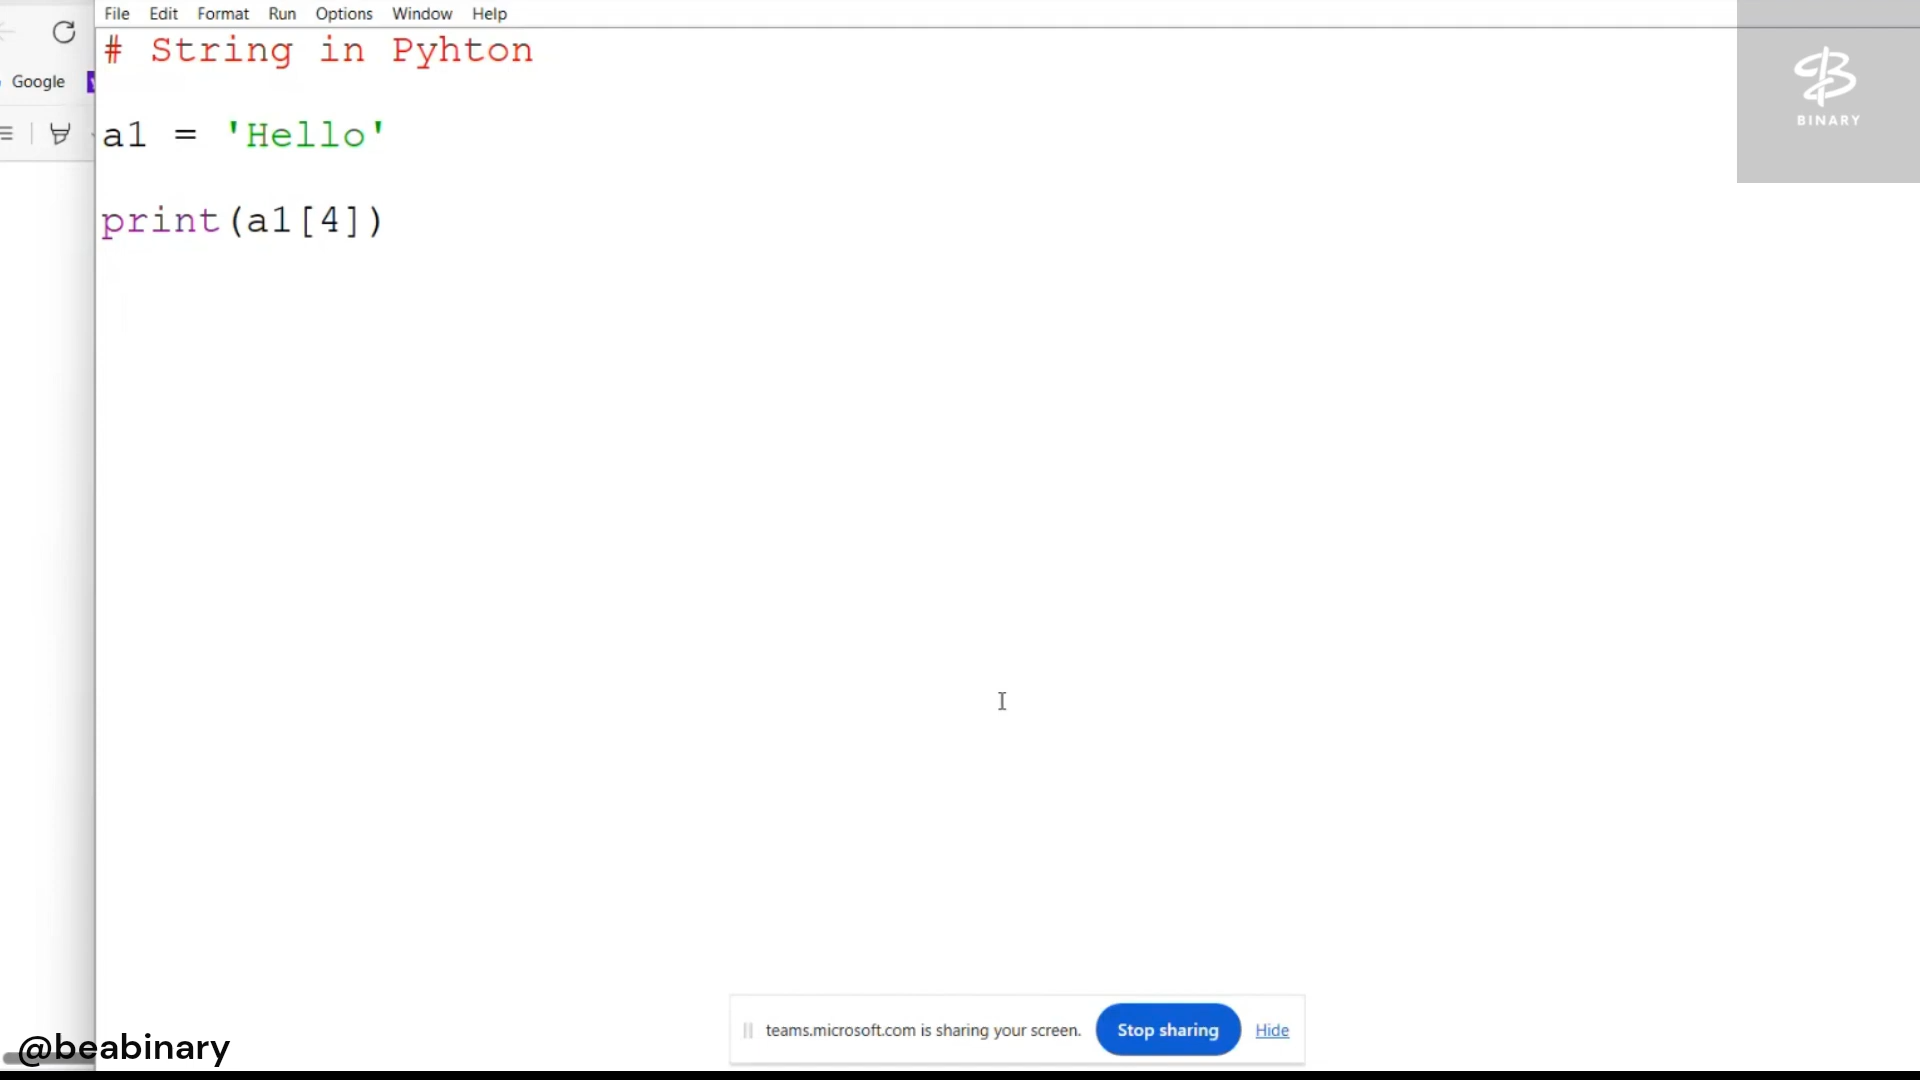 File Edit Format Run Options Window Help
# String in Pyhton
Google
a1 = 'Hello'
print(a1[4])
BINARY
teams.microsoft.com is sharing your screen. Stop sharing Hide
@beabinary